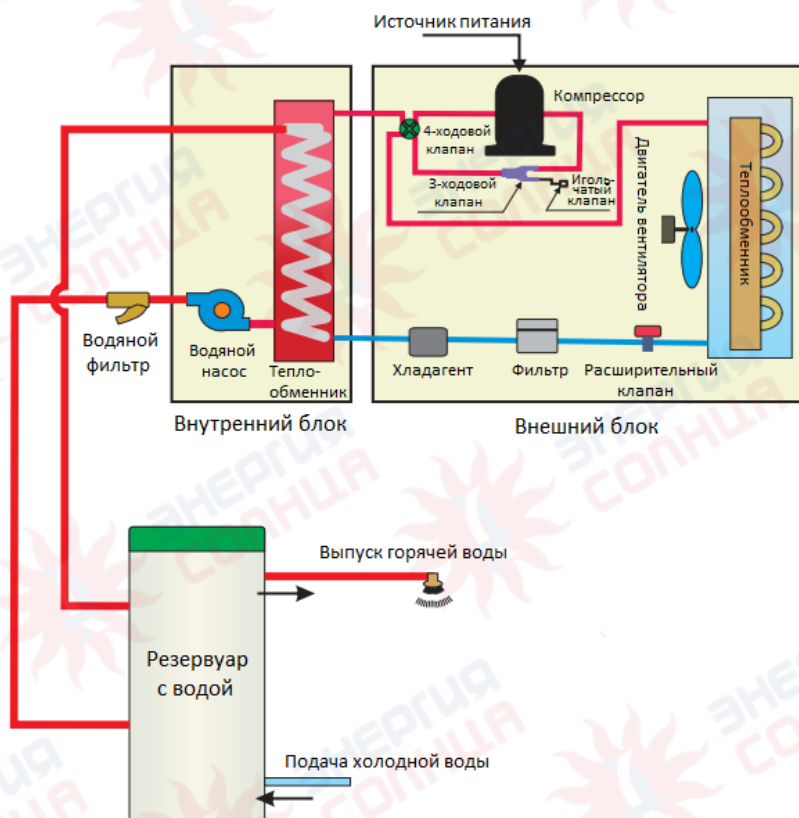 Источник питания
Компрессор
4-ходовой
клапан
3-ходовой
клапан
Иголь-
чатый
клапан
Двигатель вентилятора
Теплообменник
Водяной
фильтр
Водяной
насос
Тепло-
обменник
Хладагент
Фильтр
Расширительный
клапан
Внутренний блок
Внешний блок
Выпуск горячей воды
Резервуар
с водой
Подача холодной воды
ЭНЕРГИЯ
СОЛНЦА